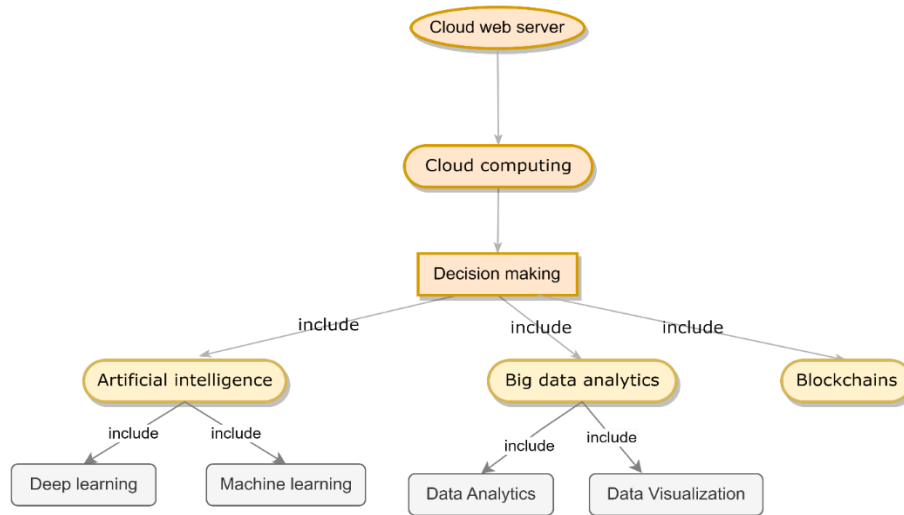 Cloud web server
Cloud computing
Decision making
include
include
include
Artificial intelligence
Big data analytics
Blockchains
include
include
include
include
Deep learning
Machine learning
Data Analytics
Data Visualization